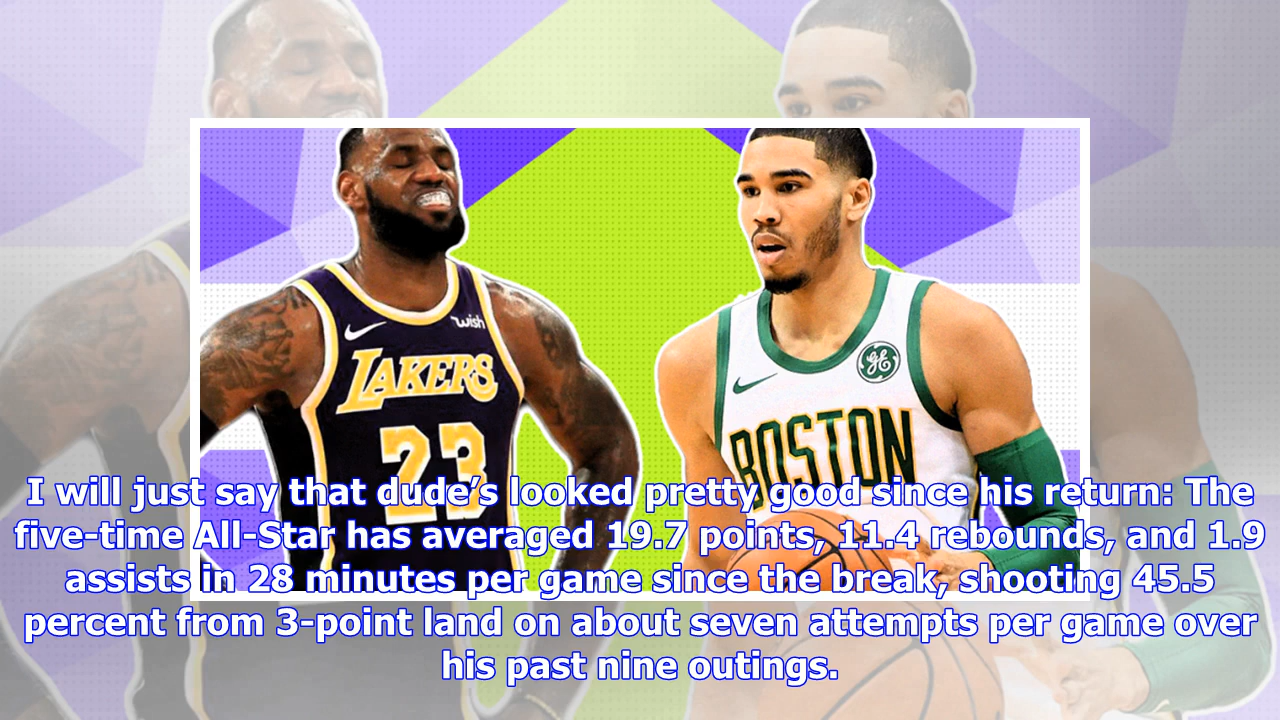 wish
LAKERS
23
GE
BOSTON
I will just say that dude’s looked pretty good since his return: The
five-time All-Star has averaged 19.7 points, 11.4 rebounds, and 1.9
assists in 28 minutes per game since the break, shooting 45.5
percent from 3-point land on about seven attempts per game over
his past nine outings.